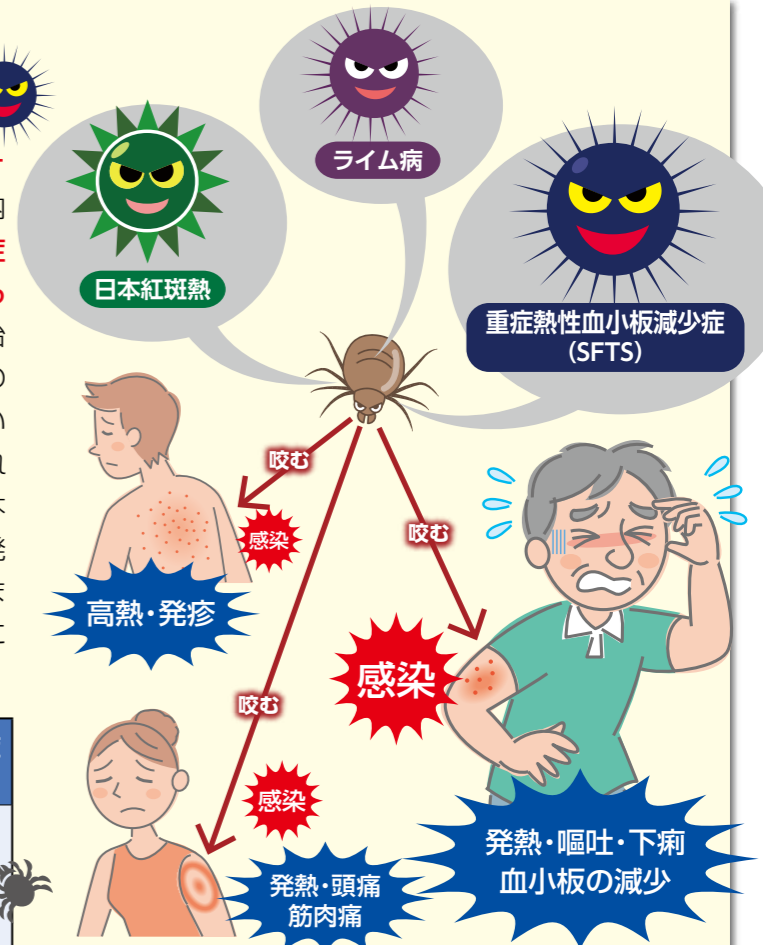 ライム病
日本紅斑熱
重症熱性血小板減少症
(SFTS)
咬む
感染
高熱・発疹
咬む
感染
咬む
感染
発熱・頭痛
筋肉痛
発熱・嘔吐・下痢
血小板の減少